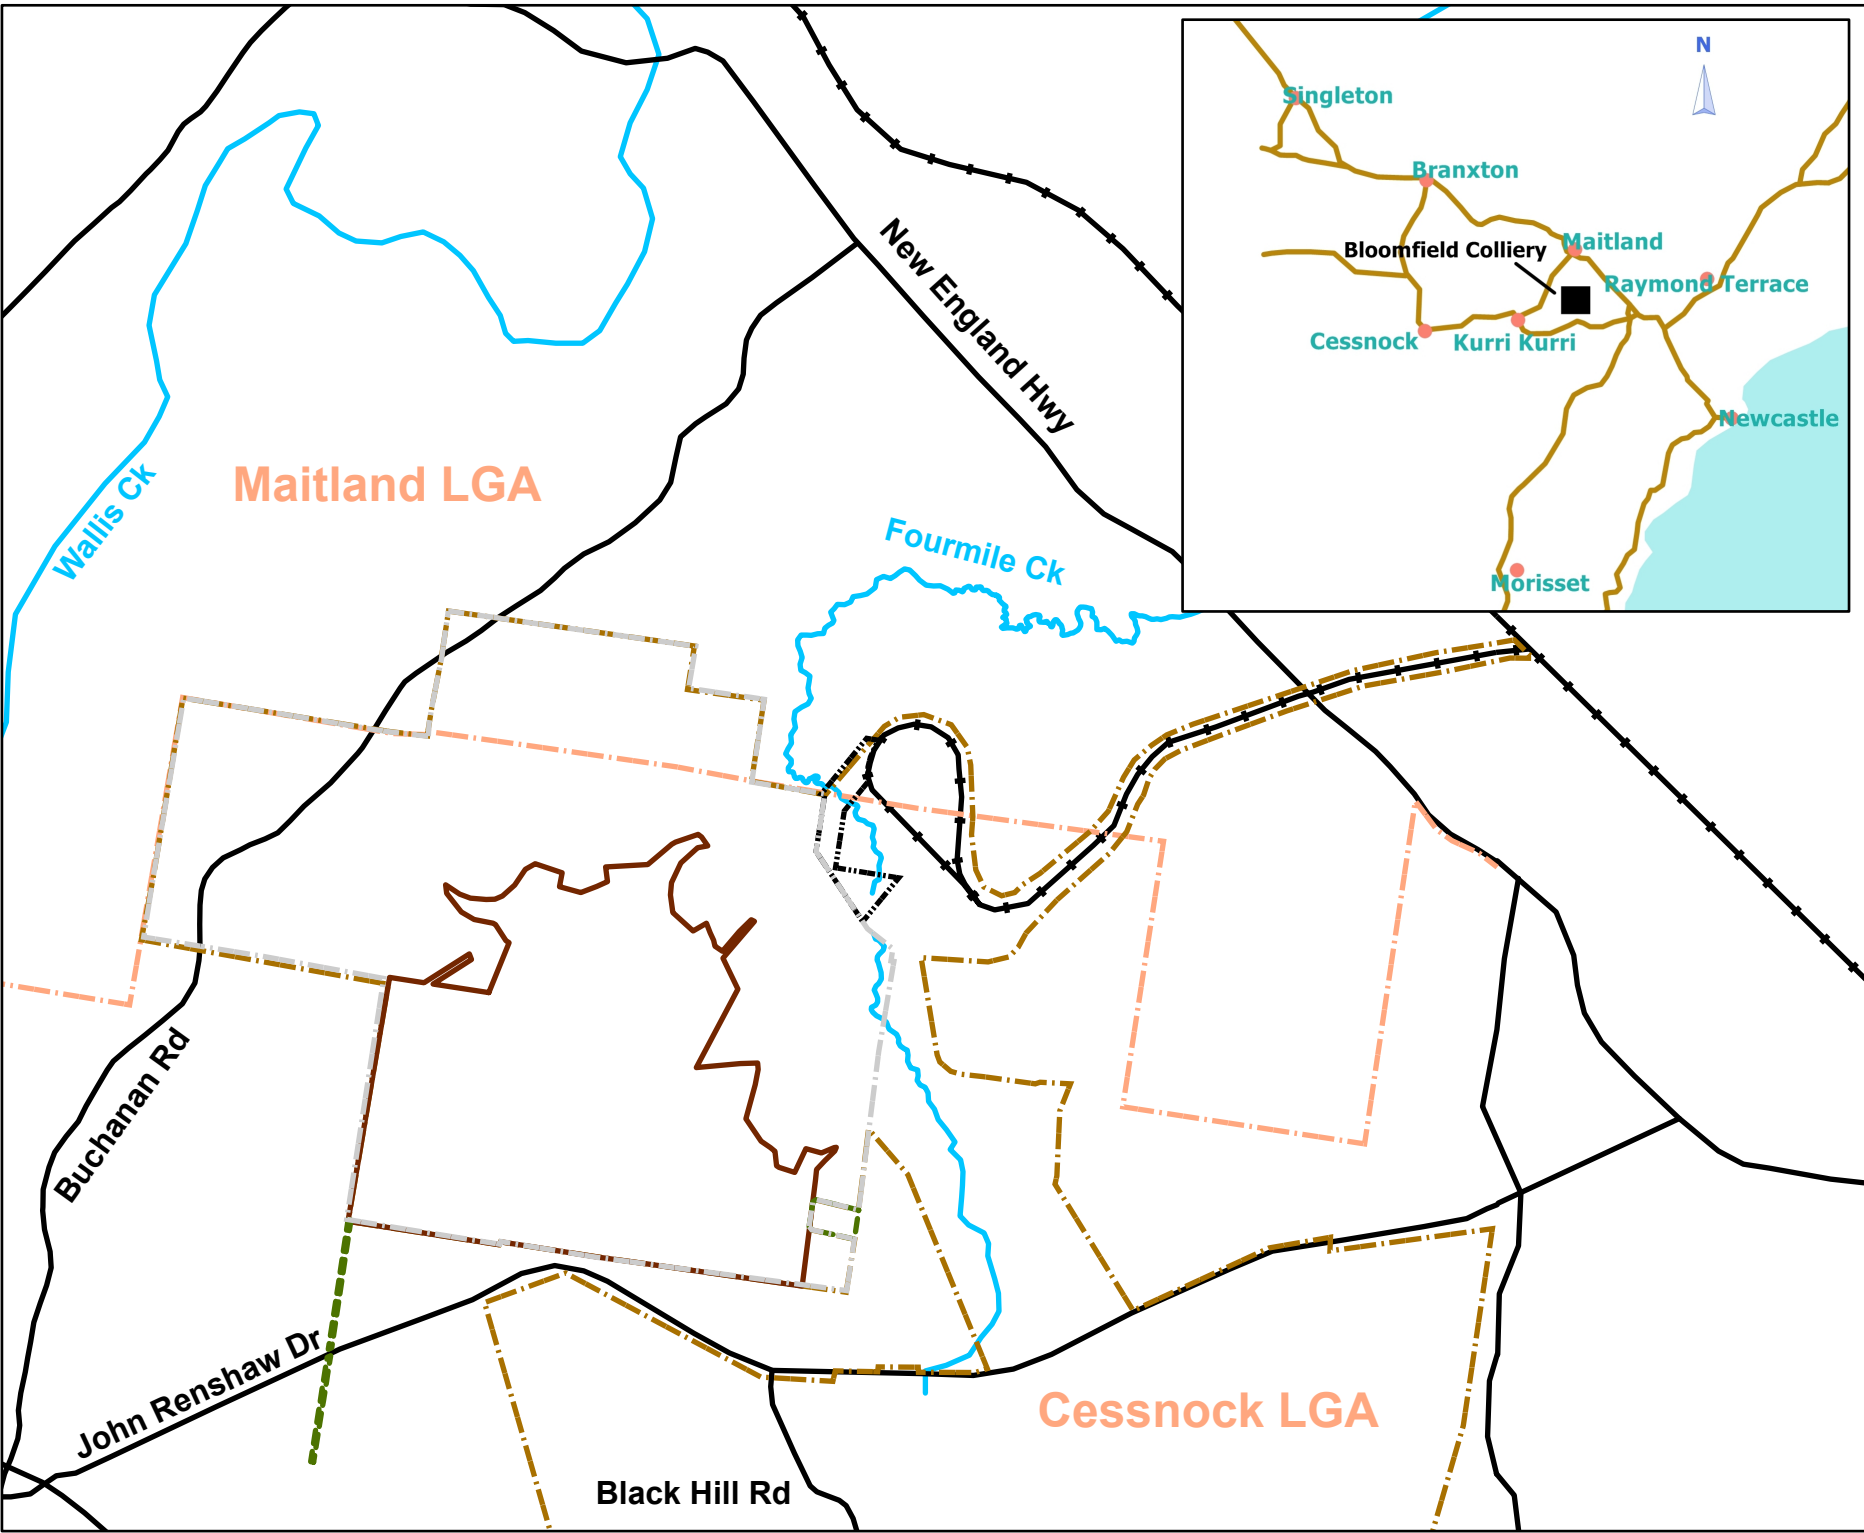 N
Singleton
Branxton
Maitland
Bloomfield Colliery
Raymond Terrace
Cessnock
Kurri Kurri
Newcastle
Morisset
New England Hwy
Maitland LGA
Wallis Ck
Fourmile Ck
Buchanan Rd
John Renshaw Dr
Cessnock LGA
Black Hill Rd